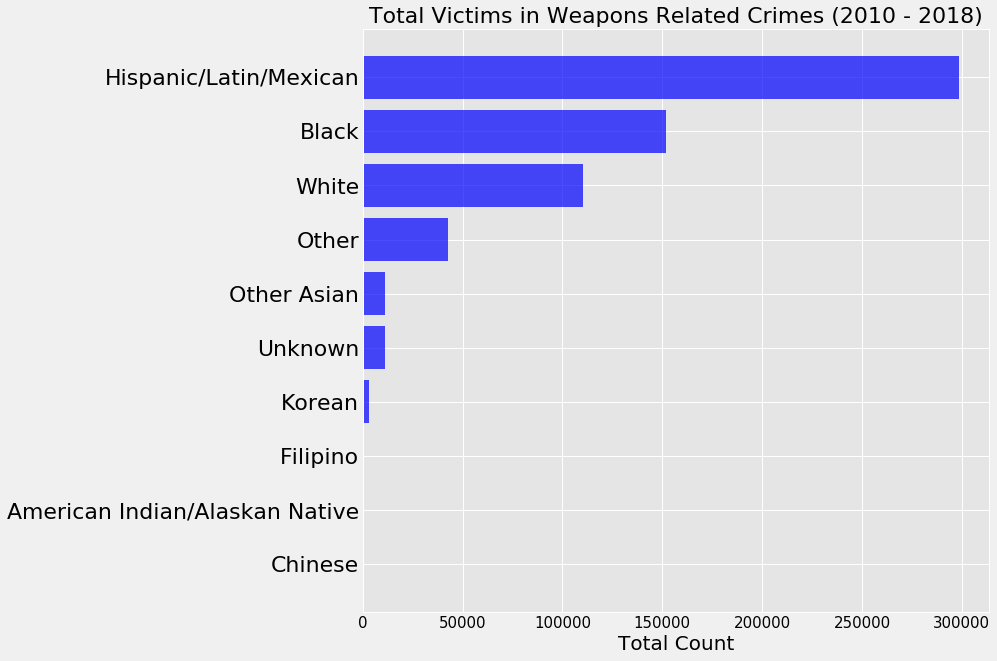 Total Victims in Weapons Related Crimes (2010 - 2018)
Hispanic/Latin/Mexican
Black
White
Other
Other Asian
Unknown
Korean
Filipino
American Indian/Alaskan Native
Chinese
0 50000 100000 150000 200000 250000 300000
Total Count